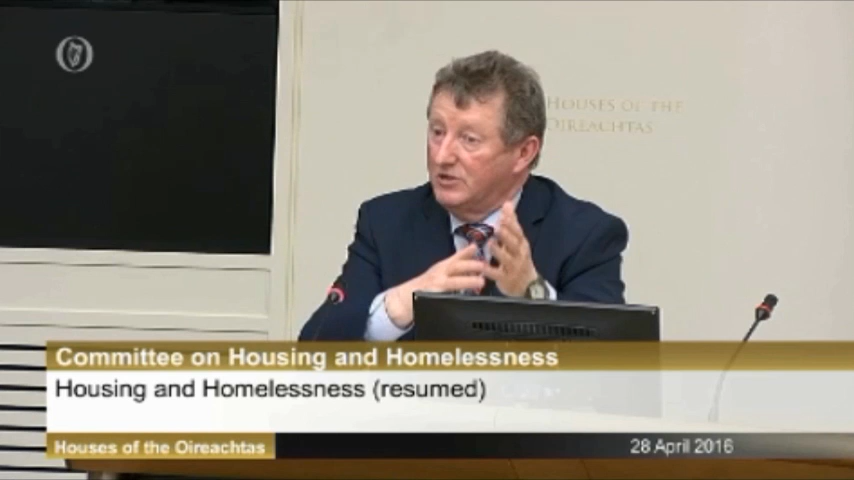 HOUSES OF THE
OIREACHTAS
Committee on Housing and Homelessness
Housing and Homelessness (resumed)
Houses of the Oireachtas
28 April 2016